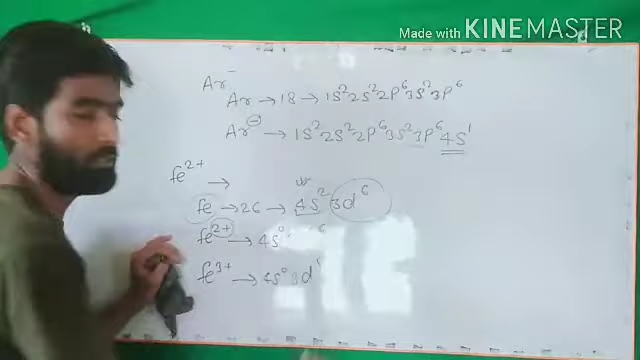 Made with KINEMASTER
Ar⁻
Ar → 18 → 1S² 2S² 2P⁶ 3S² 3P⁶
Ar⁻ → 1S² 2S² 2P⁶ 3S² 3P⁶ 4S¹
fe²⁺ →
fe → 26 → 4S² 3d⁶
fe²⁺ → 4S⁰ ⁶
fe³⁺ → 4S⁰ 3d